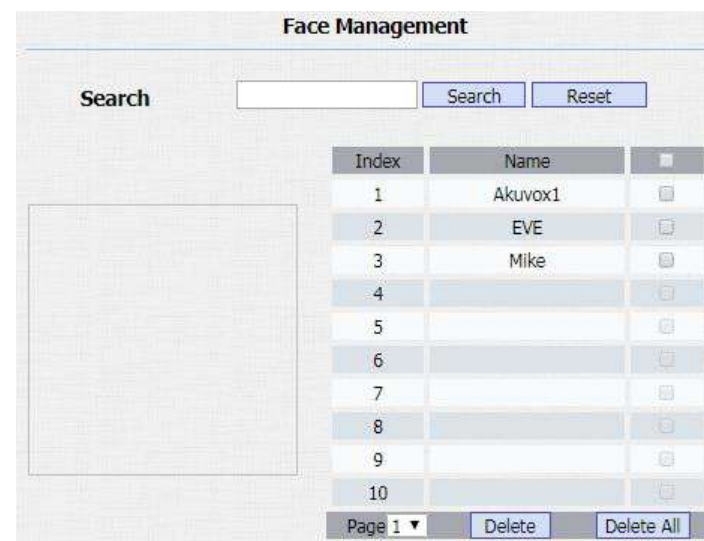 Face Management
Search Search Reset
Index Name
1 Akuvox1
2 EVE
3 Mike
4
5
6
7
8
9
10
Page 1 Delete Delete All